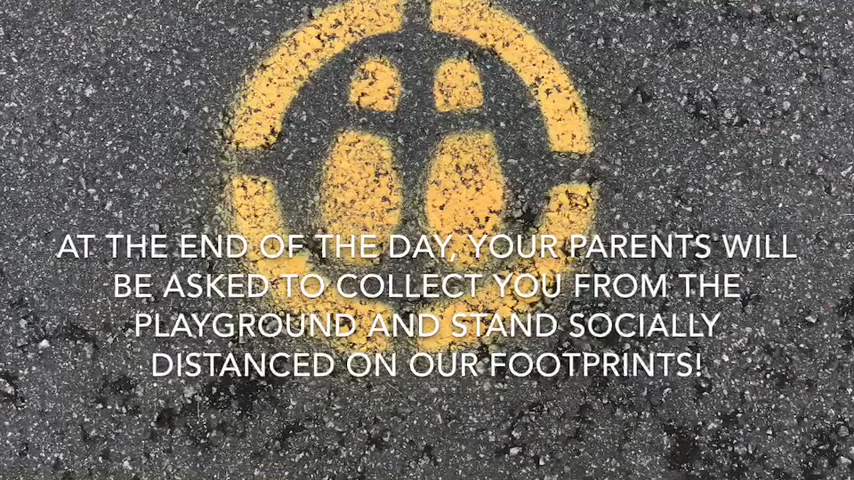 AT THE END OF THE DAY, YOUR PARENTS WILL
BE ASKED TO COLLECT YOU FROM THE
PLAYGROUND AND STAND SOCIALLY
DISTANCED ON OUR FOOTPRINTS!